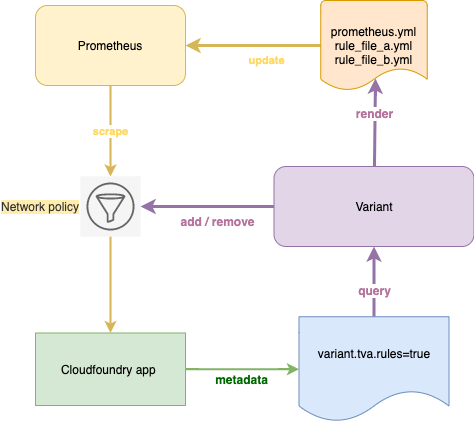 Prometheus
prometheus.yml
rule_file_a.yml
rule_file_b.yml
update
scrape
render
Network policy
add / remove
Variant
query
Cloudfoundry app
metadata
variant.tva.rules=true